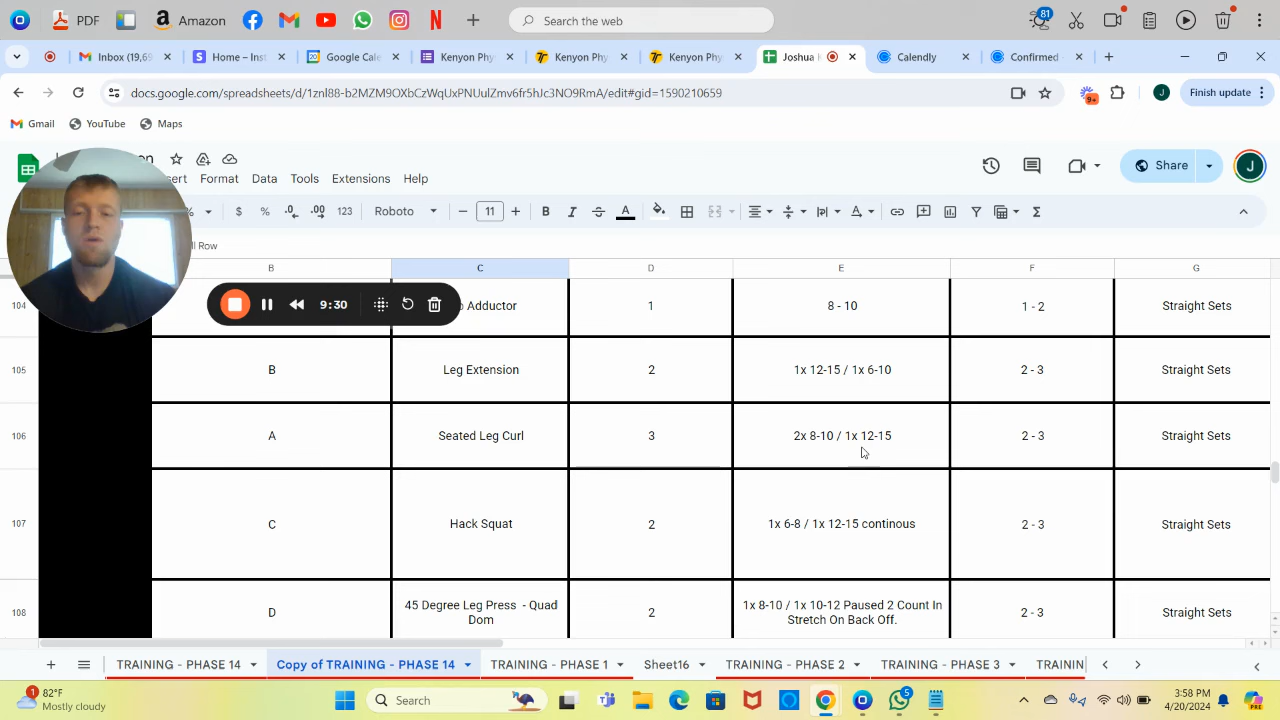 PDF
Amazon
Search the web
81
Inbox (19,69
Home – Inst
Google Cale
Kenyon Phy
Kenyon Phy
Kenyon Phy
Joshua
Calendly
Confirmed
docs.google.com/spreadsheets/d/1znl88-b2MZM9OXbCzWqUxPNUulZmv6fr5hJc3NO9RmA/edit#gid=1590210659
9+
J
Finish update
Gmail
YouTube
Maps
on
sert
Format
Data
Tools
Extensions
Help
Share
J
%
$
%
.0
.00
123
Roboto
11
B
I
S
A
Σ
ll Row
B
C
D
E
F
G
9:30
104
Adductor
1
8 - 10
1 - 2
Straight Sets
105
B
Leg Extension
2
1x 12-15 / 1x 6-10
2 - 3
Straight Sets
106
A
Seated Leg Curl
3
2x 8-10 / 1x 12-15
2 - 3
Straight Sets
107
C
Hack Squat
2
1x 6-8 / 1x 12-15 continous
2 - 3
Straight Sets
108
D
45 Degree Leg Press - Quad
Dom
2
1x 8-10 / 1x 10-12 Paused 2 Count In
Stretch On Back Off.
2 - 3
Straight Sets
TRAINING - PHASE 14
Copy of TRAINING - PHASE 14
TRAINING - PHASE 1
Sheet16
TRAINING - PHASE 2
TRAINING - PHASE 3
TRAININ
1
82°F
Mostly cloudy
Search
5
3:58 PM
4/20/2024
PRE